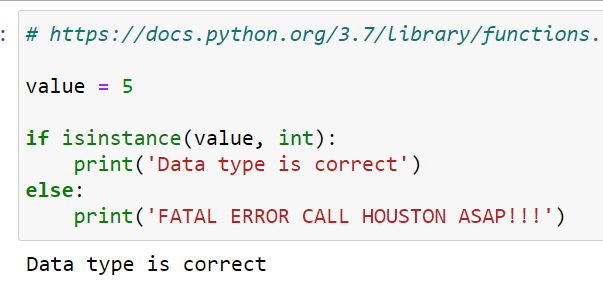 : # https://docs.python.org/3.7/library/functions.
value = 5
if isinstance(value, int):
    print('Data type is correct')
else:
    print('FATAL ERROR CALL HOUSTON ASAP!!!')
Data type is correct